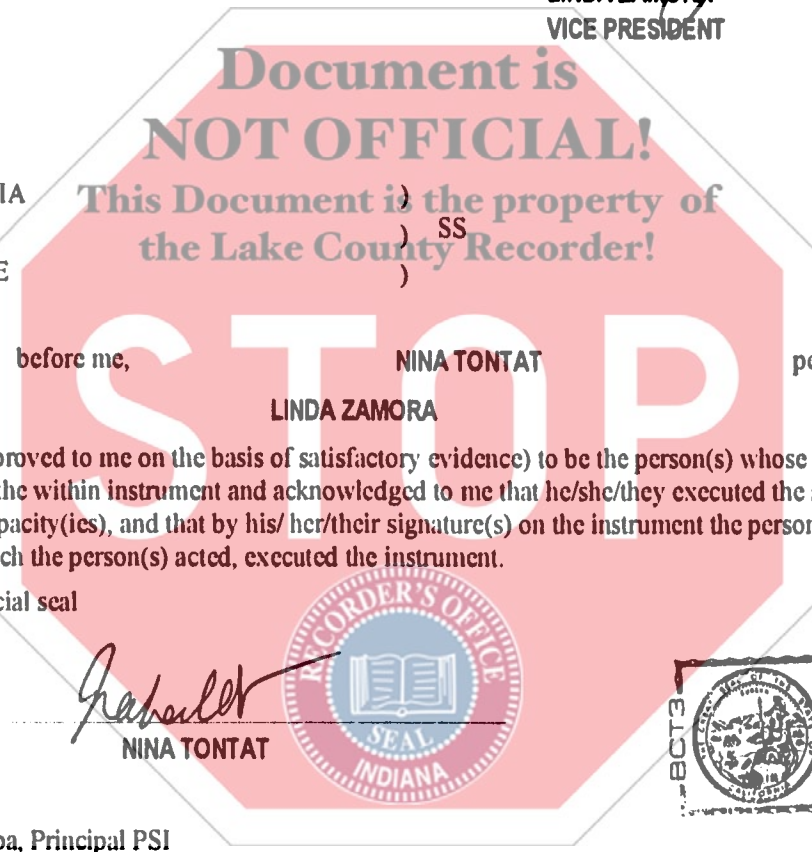 VICE PRESIDENT
Document is
NOT OFFICIAL!
IA )
This Document is the property of
) SS
the Lake County Recorder!
E )
STOP
before me, NINA TONTAT
LINDA ZAMORA
proved to me on the basis of satisfactory evidence) to be the person(s) whose
the within instrument and acknowledged to me that he/she/they executed the
pacity(ies), and that by his/ her/their signature(s) on the instrument the person
ch the person(s) acted, executed the instrument.
cial seal
RECORDER'S OFFICE
SEAL
INDIANA
NINA TONTAT
BCT3
pa, Principal PSI